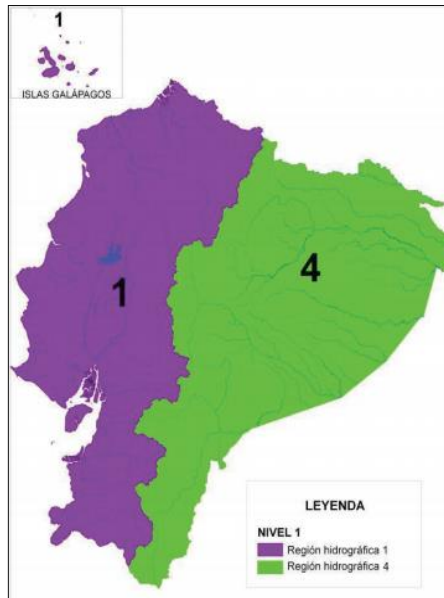 1
ISLAS GALÁPAGOS
1
4
LEYENDA
NIVEL 1
Región hidrográfica 1
Región hidrográfica 4